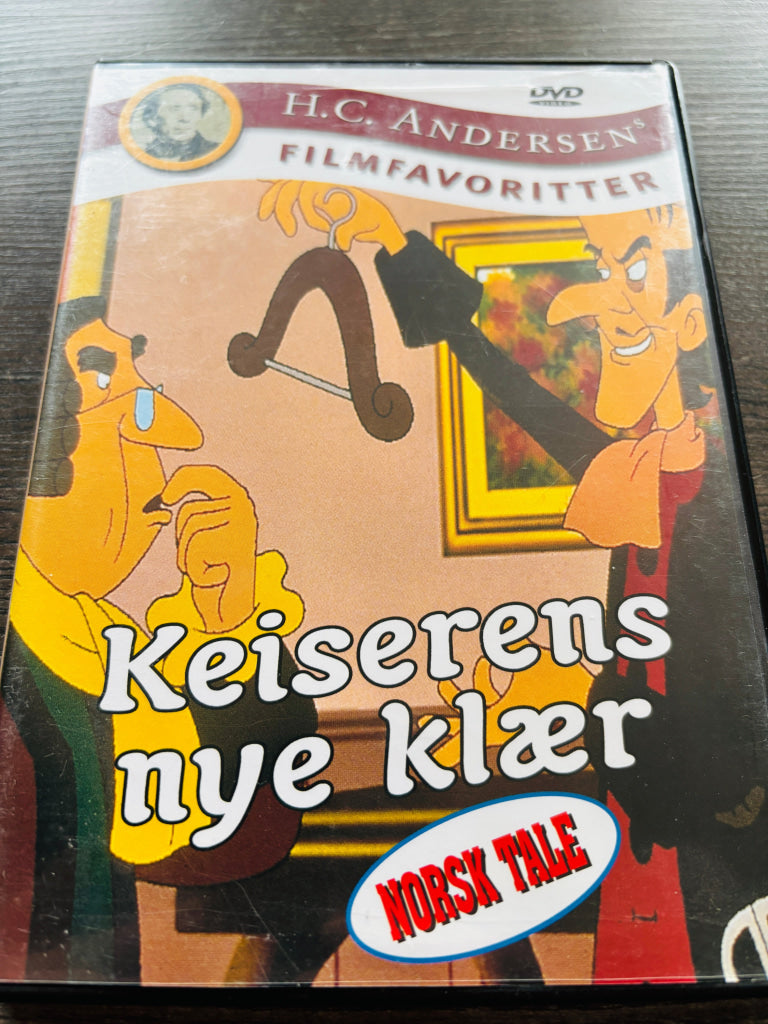 DVD
VIDEO
H.C. ANDERSENs
FILMFAVORITTER
Keiserens
nye klær
NORSK TALE